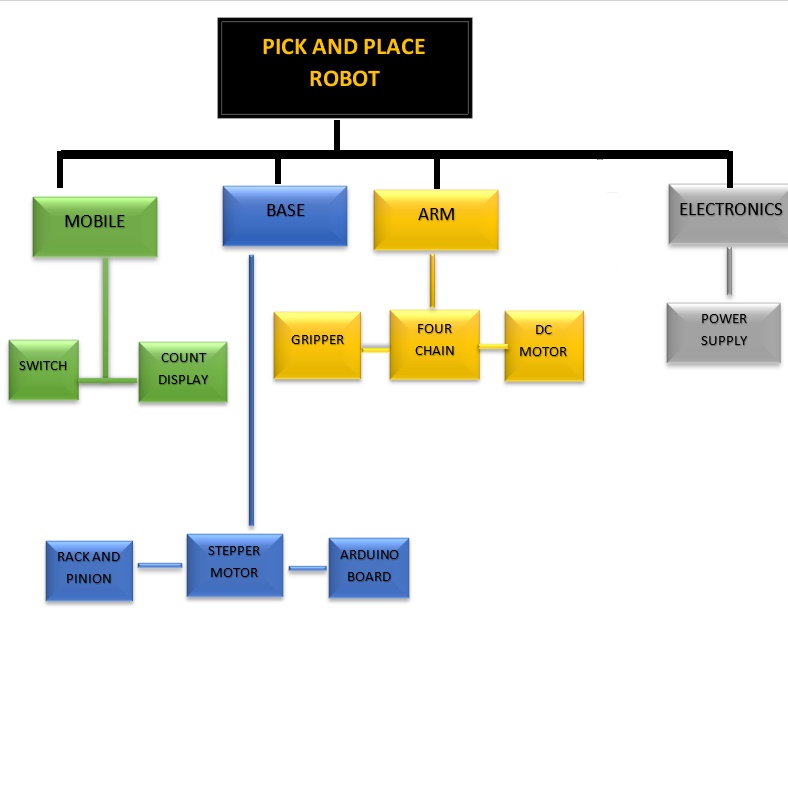 PICK AND PLACE
ROBOT
MOBILE
BASE
ARM
ELECTRONICS
SWITCH
COUNT
DISPLAY
GRIPPER
FOUR
CHAIN
DC
MOTOR
POWER
SUPPLY
RACK AND
PINION
STEPPER
MOTOR
ARDUINO
BOARD